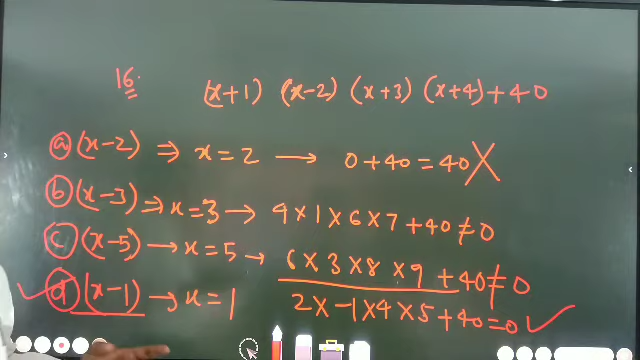 16.
(x+1) (x-2) (x+3) (x+4)+40
ⓐ (x-2) ⇒ x=2 → 0+40=40 X
ⓑ (x-3) ⇒ x=3 → 4×1×6×7+40≠0
ⓒ (x-5) → x=5 → 6×3×8×9+40≠0
✓ ⓓ (x-1) → x=1 2×-1×4×5+40=0 ✓